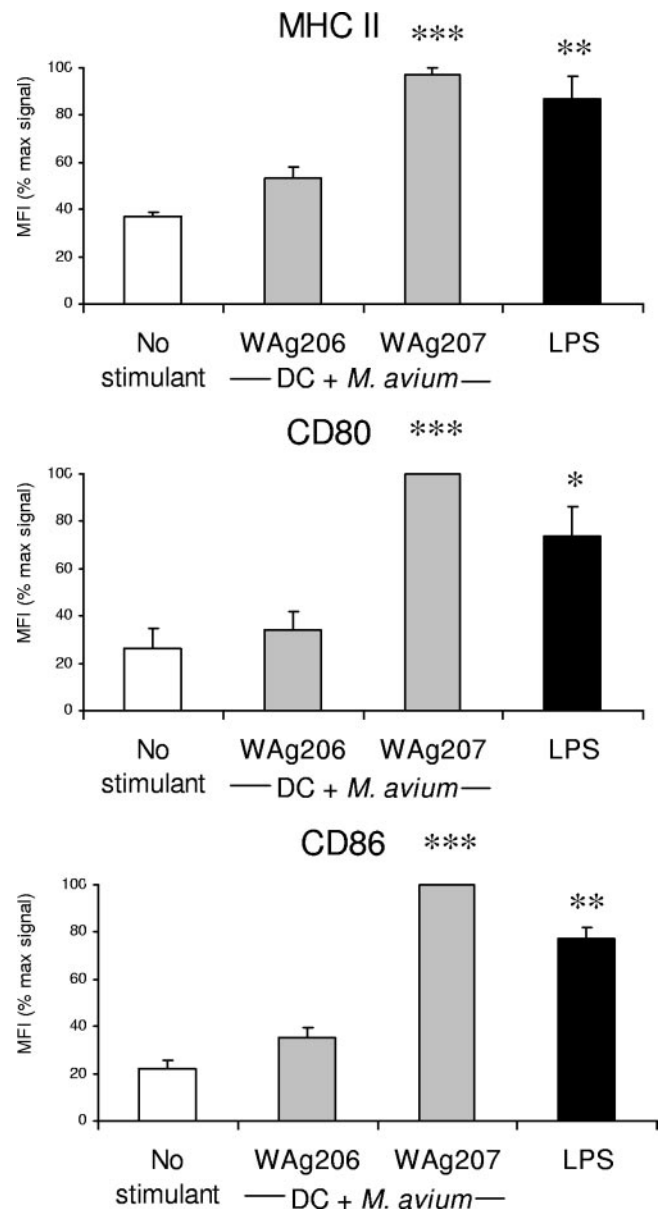 MHC II
***
**
MFI (% max signal)
100
80
60
40
20
0
No stimulant
WAg206
WAg207
LPS
DC + M. avium
CD80
***
*
MFI (% max signal)
100
80
60
40
20
0
No stimulant
WAg206
WAg207
LPS
DC + M. avium
CD86
***
**
MFI (% max signal)
100
80
60
40
20
0
No stimulant
WAg206
WAg207
LPS
DC + M. avium